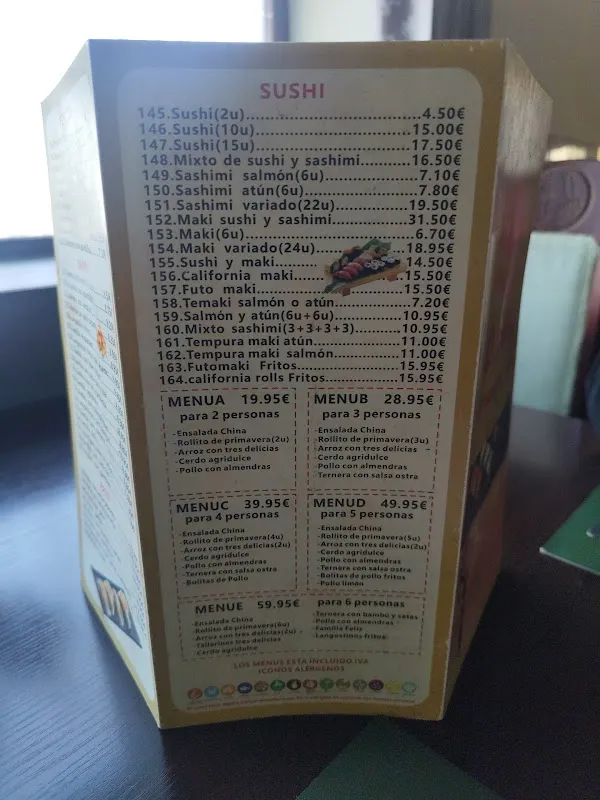 SUSHI
145.Sushi(2u)....4.50€
146.Sushi(10u)....15.00€
147.Sushi(15u)....17.50€
148.Mixto de sushi y sashimi....16.50€
149.Sashimi salmón(6u)....7.10€
150.Sashimi atún(6u)....7.80€
151.Sashimi variado(22u)....19.50€
152.Maki sushi y sashimi....31.50€
153.Maki(6u)....6.70€
154.Maki variado(24u)....18.95€
155.Sushi y maki....14.50€
156.California maki....15.50€
157.Futo maki....15.50€
158.Temaki salmón o atún....7.20€
159.Salmón y atún(6u+6u)....10.95€
160.Mixto sashimi(3+3+3+3)....10.95€
161.Tempura maki atún....11.00€
162.Tempura maki salmón....11.00€
163.Futomaki Fritos....15.95€
164.california rolls Fritos....15.95€
MENUA 19.95€
para 2 personas
-Ensalada China
-Rollito de primavera(2u)
-Arroz con tres delicias
-Cerdo agridulce
-Pollo con almendras
MENUB 28.95€
para 3 personas
-Ensalada China
-Rollito de primavera(3u)
-Arroz con tres delicias
-Cerdo agridulce
-Pollo con almendras
-Ternera con salsa ostra
MENUC 39.95€
para 4 personas
-Ensalada China
-Rollito de primavera(4u)
-Arroz con tres delicias(2u)
-Cerdo agridulce
-Pollo con almendras
-Ternera con salsa ostra
-Bolitas de Pollo
MENUD 49.95€
para 5 personas
-Ensalada China
-Rollito de primavera(5u)
-Arroz con tres delicias(2u)
-Cerdo agridulce
-Pollo con almendras
-Ternera con salsa ostra
-Bolitas de pollo fritos
-Pollo limón
MENUE 59.95€ para 6 personas
-Ensalada China
-Rollito de primavera(6u)
-Arroz con tres delicias(2u)
-Tallarines tres delicias
-Cerdo agridulce
-Ternera con bambú y setas
-Pollo con almendras
-Familia Feliz
-Langostinos fritos
LOS MENUS ESTA INCLUIDO IVA
ICONOS ALÉRGENOS